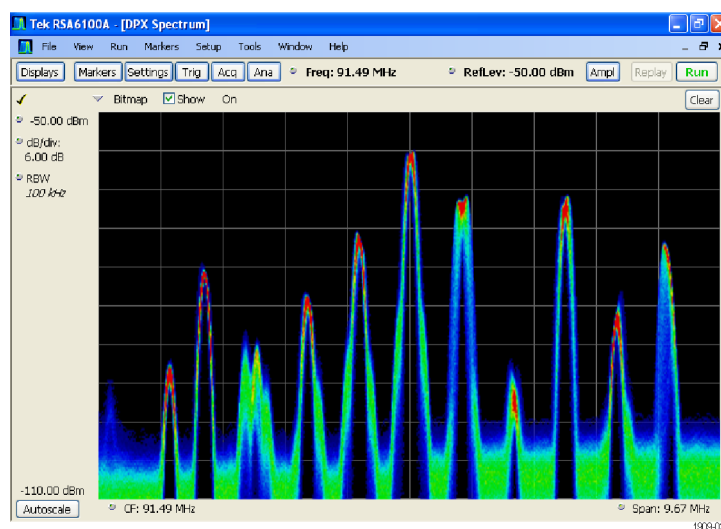 Tek RSA6100A - [DPX Spectrum]
File View Run Markers Setup Tools Window Help
Displays Markers Settings Trig Acq Ana Freq: 91.49 MHz RefLev: -50.00 dBm Ampl Replay Run
Bitmap Show On Clear
-50.00 dBm
dB/div:
6.00 dB
RBW
100 kHz
-110.00 dBm
Autoscale CF: 91.49 MHz Span: 9.67 MHz